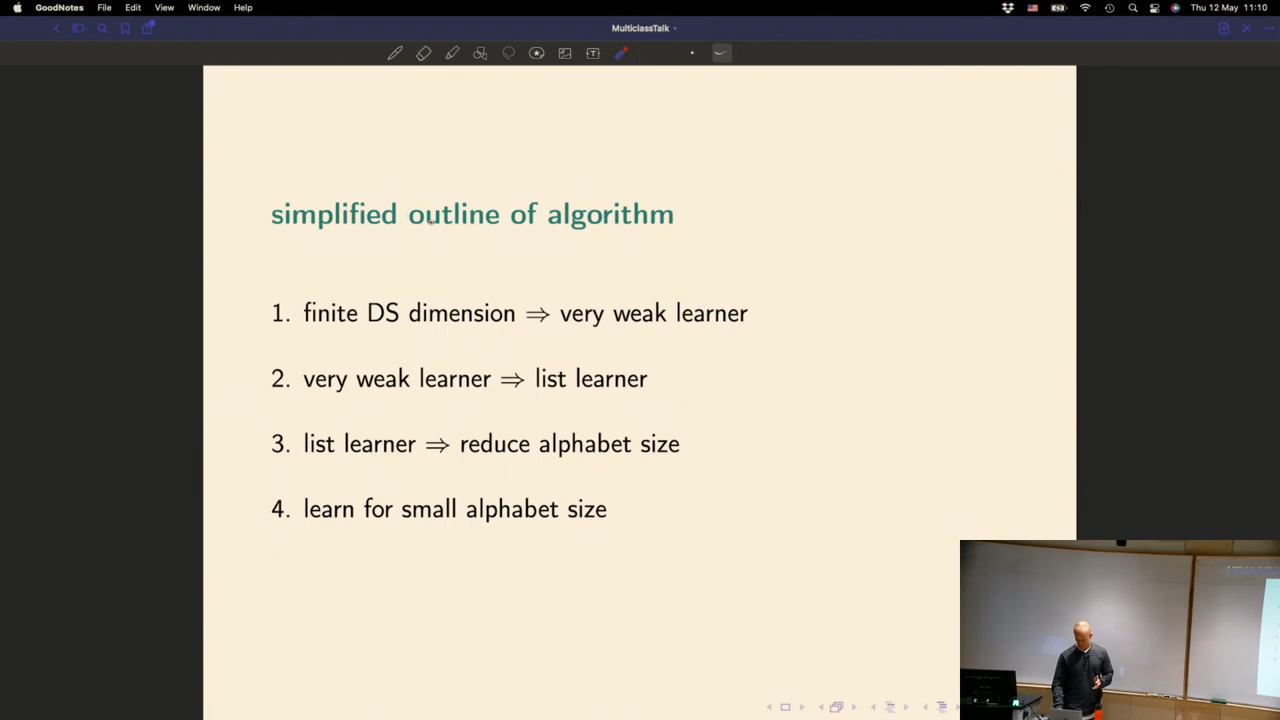 GoodNotes File Edit View Window Help
Thu 12 May 11:10
MulticlassTalk
simplified outline of algorithm
1. finite DS dimension ⇒ very weak learner
2. very weak learner ⇒ list learner
3. list learner ⇒ reduce alphabet size
4. learn for small alphabet size